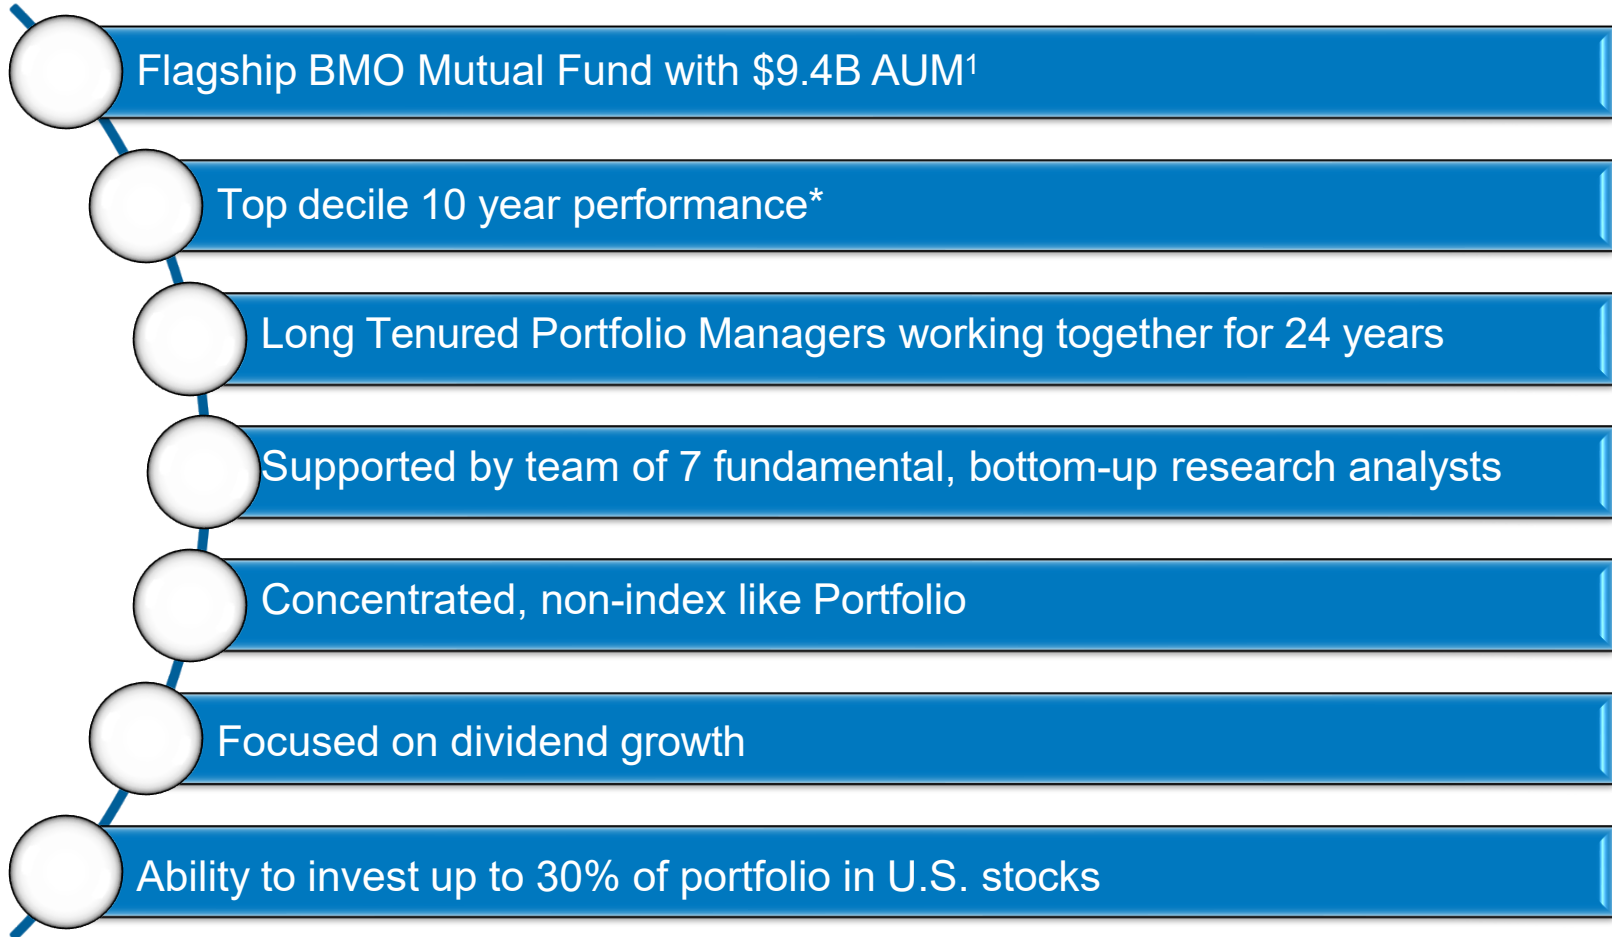 Flagship BMO Mutual Fund with $9.4B AUM¹
Top decile 10 year performance*
Long Tenured Portfolio Managers working together for 24 years
Supported by team of 7 fundamental, bottom-up research analysts
Concentrated, non-index like Portfolio
Focused on dividend growth
Ability to invest up to 30% of portfolio in U.S. stocks